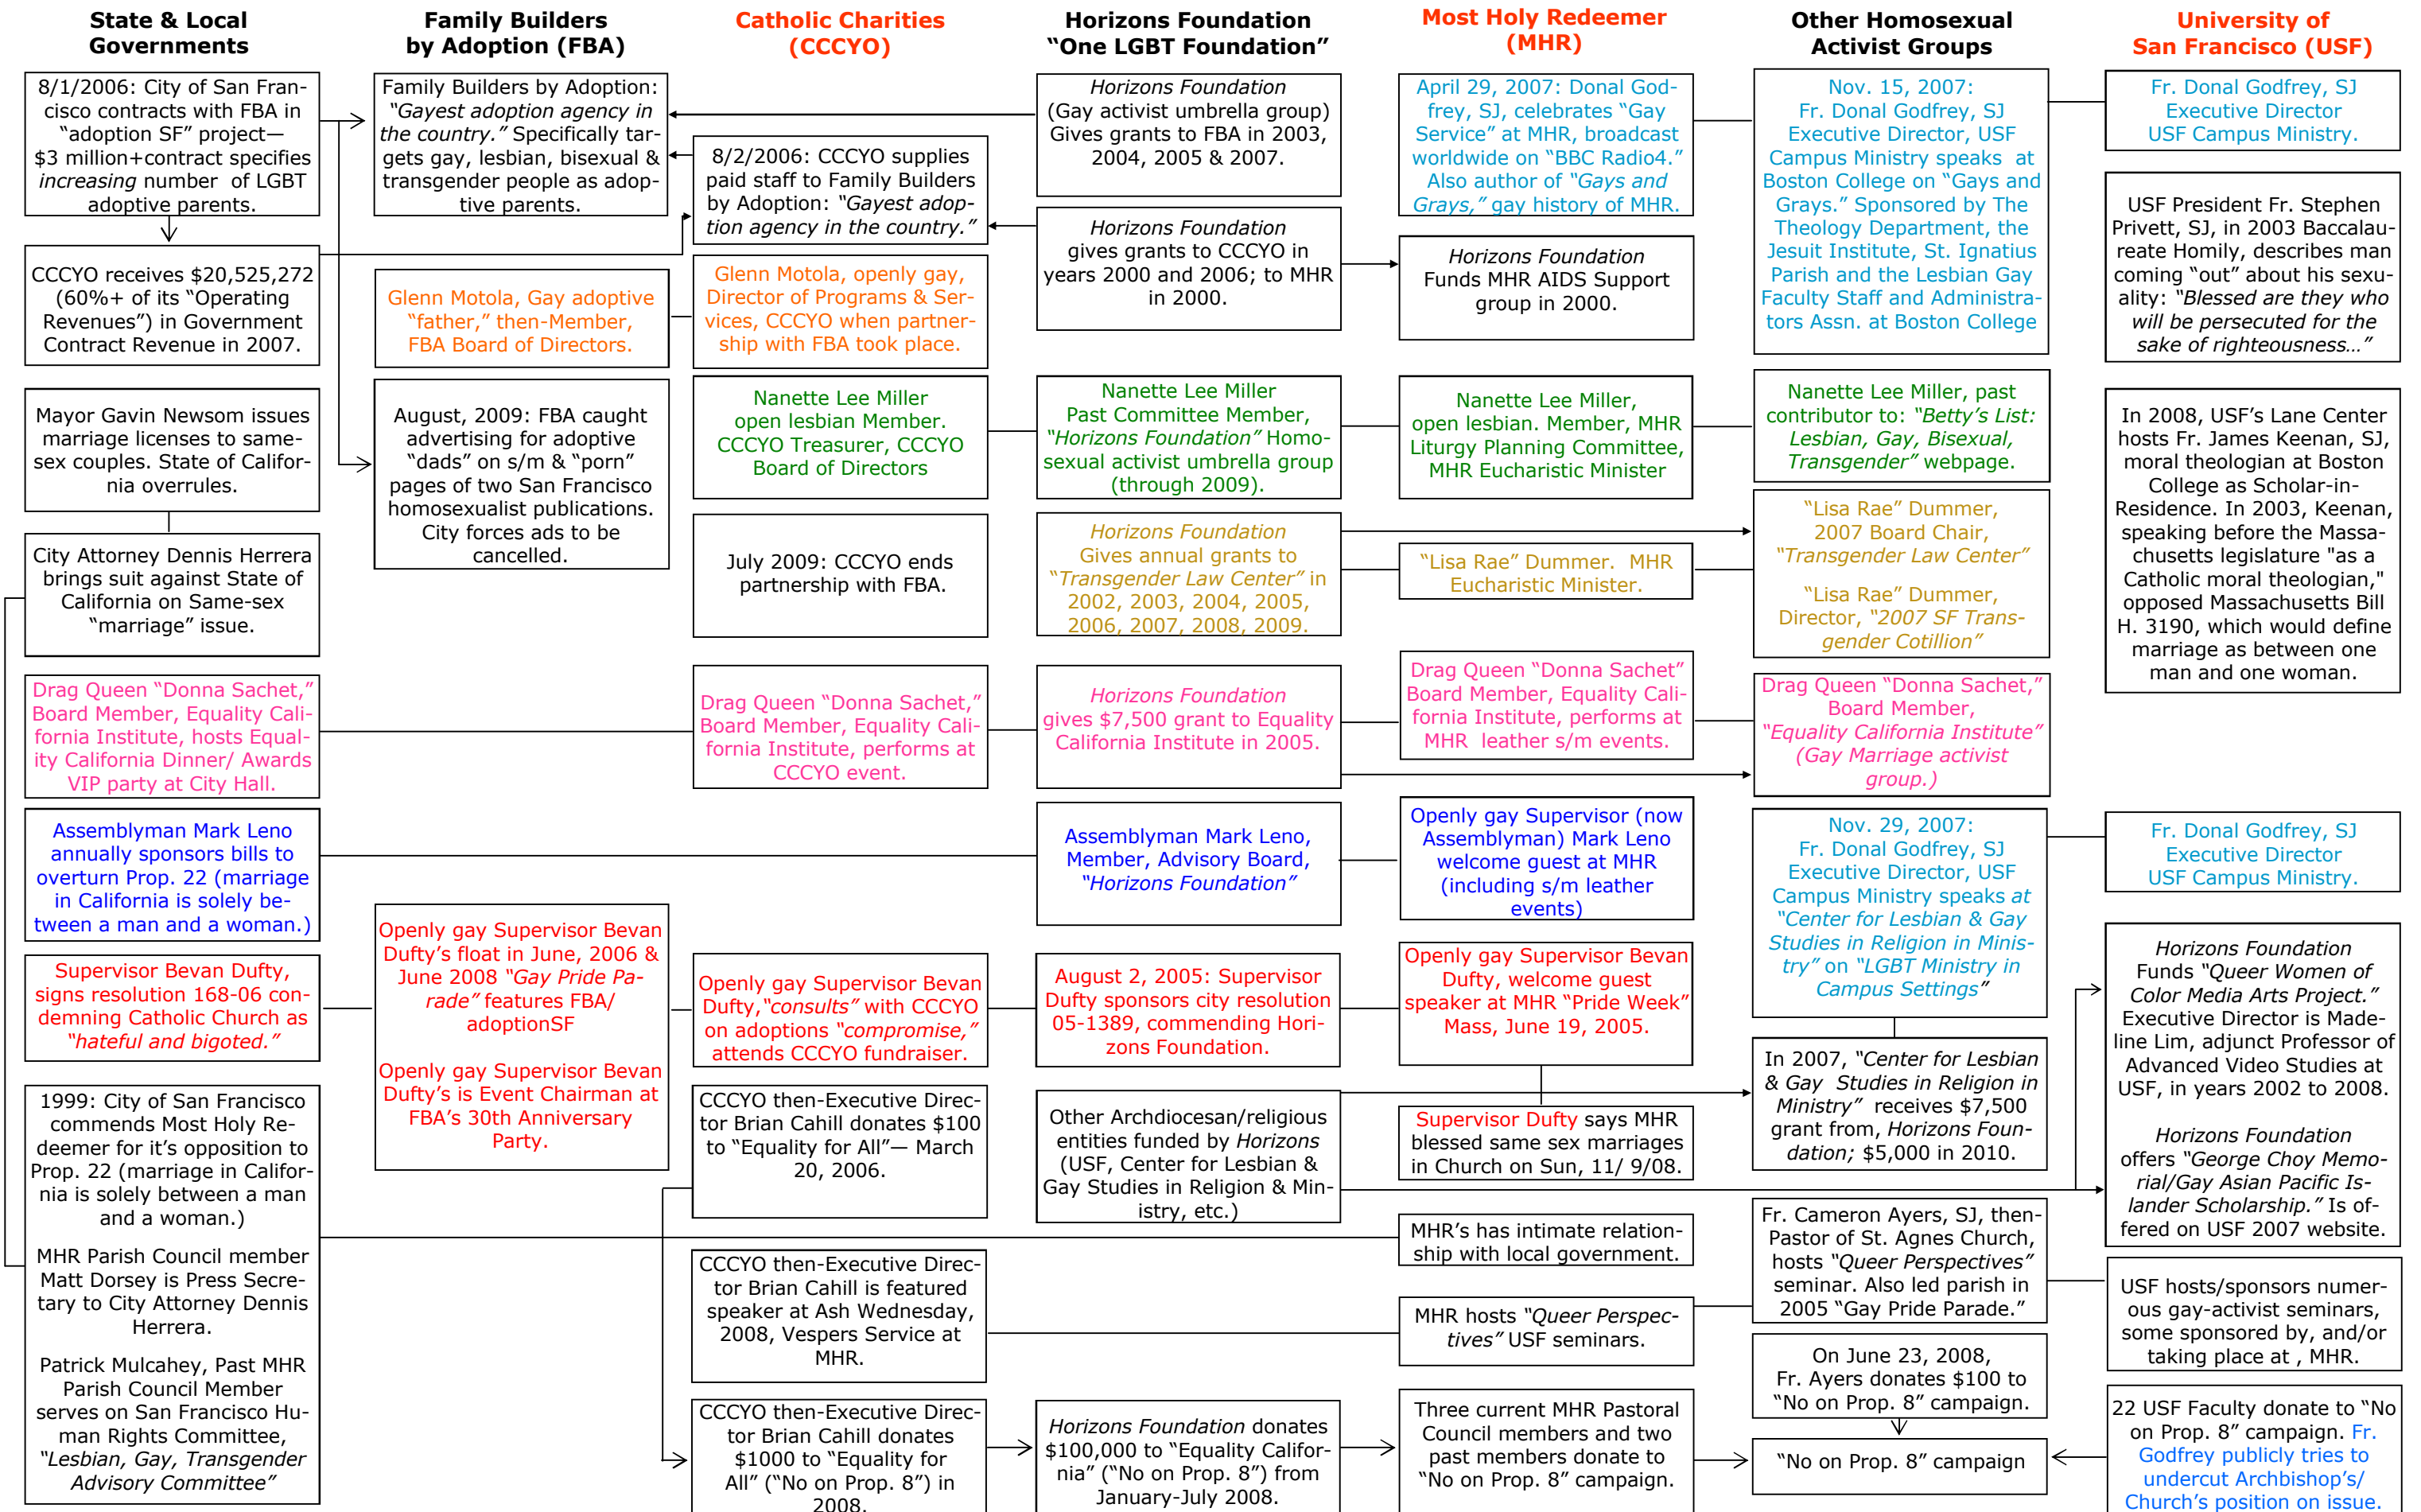 State & Local
Governments
Family Builders
by Adoption (FBA)
Catholic Charities
(CCCYO)
Horizons Foundation
“One LGBT Foundation”
Most Holy Redeemer
(MHR)
Other Homosexual
Activist Groups
University of
San Francisco (USF)
8/1/2006: City of San Fran-
cisco contracts with FBA in
“adoption SF” project—
$3 million+contract specifies
increasing number of LGBT
adoptive parents.
CCCYO receives $20,525,272
(60%+ of its “Operating
Revenues”) in Government
Contract Revenue in 2007.
Mayor Gavin Newsom issues
marriage licenses to same-
sex couples. State of Califor-
nia overrules.
City Attorney Dennis Herrera
brings suit against State of
California on Same-sex
“marriage” issue.
Drag Queen “Donna Sachet,”
Board Member, Equality Cali-
fornia Institute, hosts Equal-
ity California Dinner/ Awards
VIP party at City Hall.
Assemblyman Mark Leno
annually sponsors bills to
overturn Prop. 22 (marriage
in California is solely be-
tween a man and a woman.)
Supervisor Bevan Dufty,
signs resolution 168-06 con-
demning Catholic Church as
“hateful and bigoted.”
1999: City of San Francisco
commends Most Holy Re-
deemer for it’s opposition to
Prop. 22 (marriage in Califor-
nia is solely between a man
and a woman.)
MHR Parish Council member
Matt Dorsey is Press Secre-
tary to City Attorney Dennis
Herrera.
Patrick Mulcahey, Past MHR
Parish Council Member
serves on San Francisco Hu-
man Rights Committee,
“Lesbian, Gay, Transgender
Advisory Committee”
Family Builders by Adoption:
“Gayest adoption agency in
the country.” Specifically tar-
gets gay, lesbian, bisexual &
transgender people as adop-
tive parents.
Glenn Motola, Gay adoptive
“father,” then-Member,
FBA Board of Directors.
August, 2009: FBA caught
advertising for adoptive
“dads” on s/m & “porn”
pages of two San Francisco
homosexualist publications.
City forces ads to be
cancelled.
Openly gay Supervisor Bevan
Dufty’s float in June, 2006 &
June 2008 “Gay Pride Pa-
rade” features FBA/
adoptionSF
Openly gay Supervisor Bevan
Dufty’s is Event Chairman at
FBA’s 30th Anniversary
Party.
8/2/2006: CCCYO supplies
paid staff to Family Builders
by Adoption: “Gayest adop-
tion agency in the country.”
Glenn Motola, openly gay,
Director of Programs & Ser-
vices, CCCYO when partner-
ship with FBA took place.
Nanette Lee Miller
open lesbian Member.
CCCYO Treasurer, CCCYO
Board of Directors
July 2009: CCCYO ends
partnership with FBA.
Drag Queen “Donna Sachet,”
Board Member, Equality Cali-
fornia Institute, performs at
CCCYO event.
Openly gay Supervisor Bevan
Dufty,“consults” with CCCYO
on adoptions “compromise,”
attends CCCYO fundraiser.
CCCYO then-Executive Direc-
tor Brian Cahill donates $100
to “Equality for All”— March
20, 2006.
CCCYO then-Executive Direc-
tor Brian Cahill is featured
speaker at Ash Wednesday,
2008, Vespers Service at
MHR.
CCCYO then-Executive Direc-
tor Brian Cahill donates
$1000 to “Equality for
All” (“No on Prop. 8”) in
2008.
Horizons Foundation
(Gay activist umbrella group)
Gives grants to FBA in 2003,
2004, 2005 & 2007.
Horizons Foundation
gives grants to CCCYO in
years 2000 and 2006; to MHR
in 2000.
Nanette Lee Miller
Past Committee Member,
“Horizons Foundation” Homo-
sexual activist umbrella group
(through 2009).
Horizons Foundation
Gives annual grants to
“Transgender Law Center” in
2002, 2003, 2004, 2005,
2006, 2007, 2008, 2009.
Horizons Foundation
gives $7,500 grant to Equality
California Institute in 2005.
Assemblyman Mark Leno,
Member, Advisory Board,
“Horizons Foundation”
August 2, 2005: Supervisor
Dufty sponsors city resolution
05-1389, commending Hori-
zons Foundation.
Other Archdiocesan/religious
entities funded by Horizons
(USF, Center for Lesbian &
Gay Studies in Religion & Min-
istry, etc.)
Horizons Foundation donates
$100,000 to “Equality Califor-
nia” (“No on Prop. 8”) from
January-July 2008.
April 29, 2007: Donal God-
frey, SJ, celebrates “Gay
Service” at MHR, broadcast
worldwide on “BBC Radio4.”
Also author of “Gays and
Grays,” gay history of MHR.
Horizons Foundation
Funds MHR AIDS Support
group in 2000.
Nanette Lee Miller,
open lesbian. Member, MHR
Liturgy Planning Committee,
MHR Eucharistic Minister
“Lisa Rae” Dummer. MHR
Eucharistic Minister.
Drag Queen “Donna Sachet”
Board Member, Equality Cali-
fornia Institute, performs at
MHR leather s/m events.
Openly gay Supervisor (now
Assemblyman) Mark Leno
welcome guest at MHR
(including s/m leather
events)
Openly gay Supervisor Bevan
Dufty, welcome guest
speaker at MHR “Pride Week”
Mass, June 19, 2005.
Supervisor Dufty says MHR
blessed same sex marriages
in Church on Sun, 11/ 9/08.
MHR’s has intimate relation-
ship with local government.
MHR hosts “Queer Perspec-
tives” USF seminars.
Three current MHR Pastoral
Council members and two
past members donate to
“No on Prop. 8” campaign.
Nov. 15, 2007:
Fr. Donal Godfrey, SJ
Executive Director, USF
Campus Ministry speaks at
Boston College on “Gays and
Grays.” Sponsored by The
Theology Department, the
Jesuit Institute, St. Ignatius
Parish and the Lesbian Gay
Faculty Staff and Administra-
tors Assn. at Boston College
Nanette Lee Miller, past
contributor to: “Betty’s List:
Lesbian, Gay, Bisexual,
Transgender” webpage.
“Lisa Rae” Dummer,
2007 Board Chair,
“Transgender Law Center”
“Lisa Rae” Dummer,
Director, “2007 SF Trans-
gender Cotillion”
Drag Queen “Donna Sachet,”
Board Member,
“Equality California Institute”
(Gay Marriage activist
group.)
Nov. 29, 2007:
Fr. Donal Godfrey, SJ
Executive Director, USF
Campus Ministry speaks at
“Center for Lesbian & Gay
Studies in Religion in Minis-
try” on “LGBT Ministry in
Campus Settings”
In 2007, “Center for Lesbian
& Gay Studies in Religion in
Ministry” receives $7,500
grant from, Horizons Foun-
dation; $5,000 in 2010.
Fr. Cameron Ayers, SJ, then-
Pastor of St. Agnes Church,
hosts “Queer Perspectives”
seminar. Also led parish in
2005 “Gay Pride Parade.”
On June 23, 2008,
Fr. Ayers donates $100 to
“No on Prop. 8” campaign.
“No on Prop. 8” campaign
Fr. Donal Godfrey, SJ
Executive Director
USF Campus Ministry.
USF President Fr. Stephen
Privett, SJ, in 2003 Baccalau-
reate Homily, describes man
coming “out” about his sexu-
ality: “Blessed are they who
will be persecuted for the
sake of righteousness…”
In 2008, USF’s Lane Center
hosts Fr. James Keenan, SJ,
moral theologian at Boston
College as Scholar-in-
Residence. In 2003, Keenan,
speaking before the Massa-
chusetts legislature "as a
Catholic moral theologian,"
opposed Massachusetts Bill
H. 3190, which would define
marriage as between one
man and one woman.
Fr. Donal Godfrey, SJ
Executive Director
USF Campus Ministry.
Horizons Foundation
Funds “Queer Women of
Color Media Arts Project.”
Executive Director is Made-
line Lim, adjunct Professor of
Advanced Video Studies at
USF, in years 2002 to 2008.
Horizons Foundation
offers “George Choy Memo-
rial/Gay Asian Pacific Is-
lander Scholarship.” Is of-
fered on USF 2007 website.
USF hosts/sponsors numer-
ous gay-activist seminars,
some sponsored by, and/or
taking place at , MHR.
22 USF Faculty donate to “No
on Prop. 8” campaign. Fr.
Godfrey publicly tries to
undercut Archbishop’s/
Church’s position on issue.